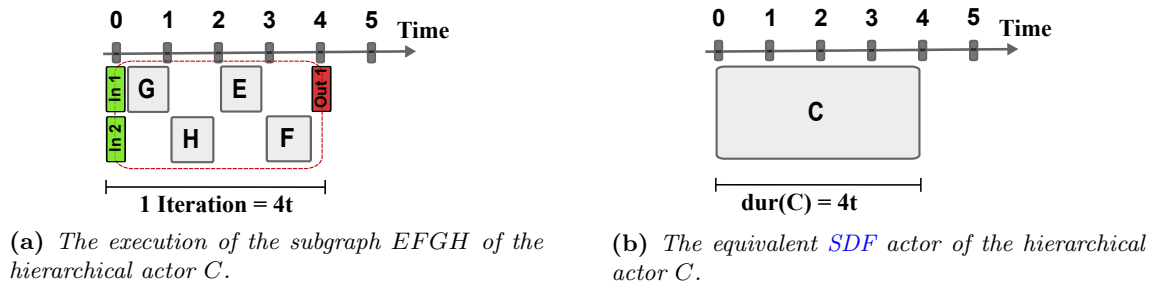 0 1 2 3 4 5
Time
In 1
G
E
Out 1
In 2
H
F
1 Iteration = 4t
(a) The execution of the subgraph EFGH of the
hierarchical actor C.
0 1 2 3 4 5
Time
C
dur(C) = 4t
(b) The equivalent SDF actor of the hierarchical
actor C.